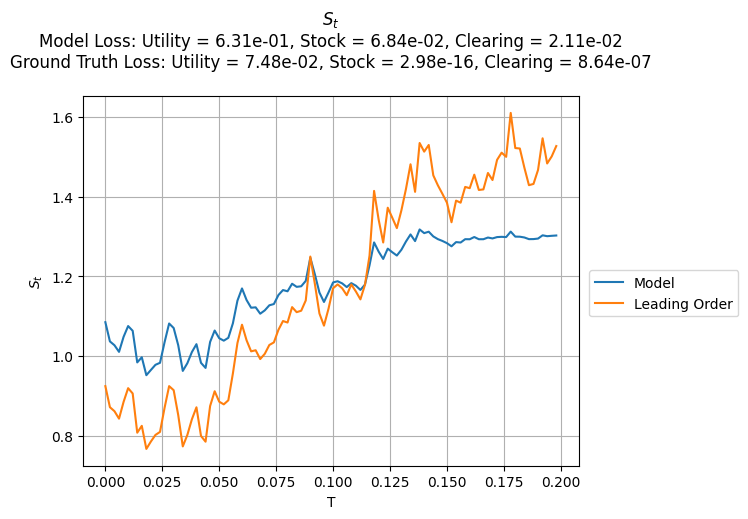 S_t
Model Loss: Utility = 6.31e-01, Stock = 6.84e-02, Clearing = 2.11e-02
Ground Truth Loss: Utility = 7.48e-02, Stock = 2.98e-16, Clearing = 8.64e-07
1.6
1.4
1.2
1.0
0.8
S_t
0.000 0.025 0.050 0.075 0.100 0.125 0.150 0.175 0.200
T
Model
Leading Order